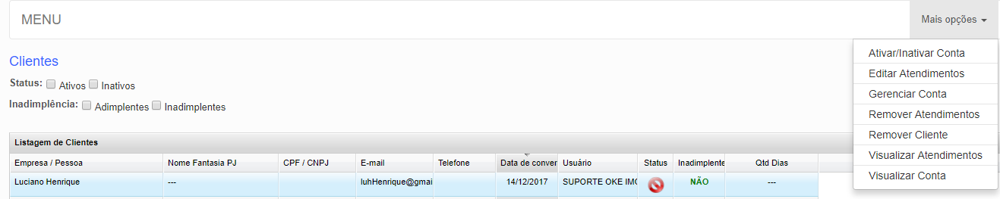 MENU
Mais opções
Ativar/Inativar Conta
Editar Atendimentos
Gerenciar Conta
Remover Atendimentos
Remover Cliente
Visualizar Atendimentos
Visualizar Conta
Clientes
Status: Ativos Inativos
Inadimplência: Adimplentes Inadimplentes
Listagem de Clientes
Empresa / Pessoa Nome Fantasia PJ CPF / CNPJ E-mail Telefone Data de conver Usuário Status Inadimplente Qtd Dias
Luciano Henrique --- luhHenrique@gmai 14/12/2017 SUPORTE OKE IMO NÃO ---